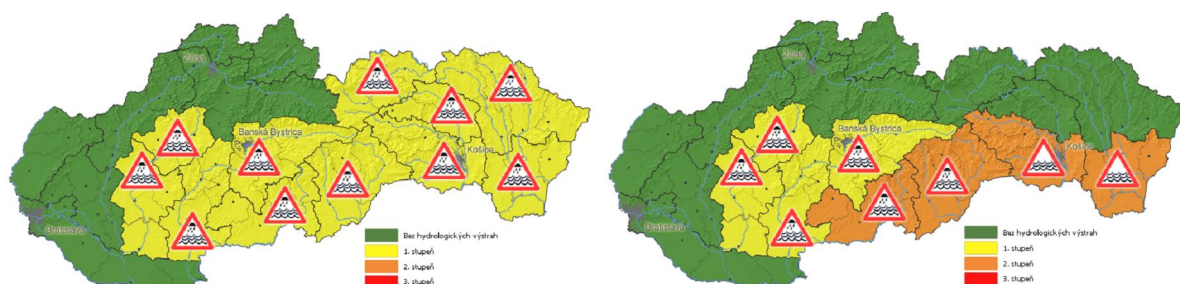 Žilina
Banská Bystrica
Košice
Bratislava
Bez hydrologických výstrah
1. stupeň
2. stupeň
3. stupeň
Žilina
Banská Bystrica
Košice
Bratislava
Bez hydrologických výstrah
1. stupeň
2. stupeň
3. stupeň